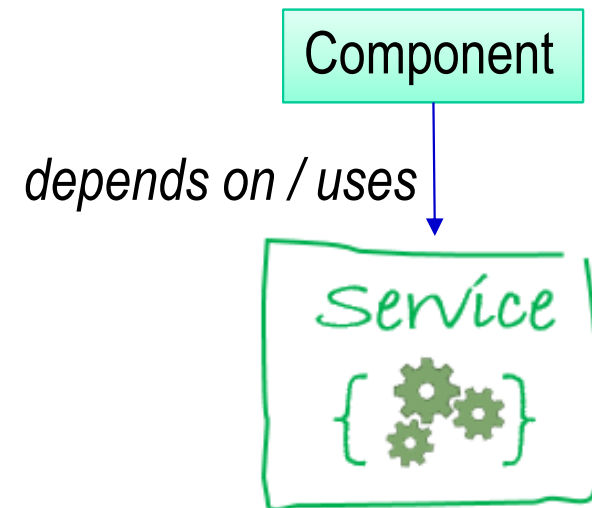 Component
depends on / uses
Service
{ }